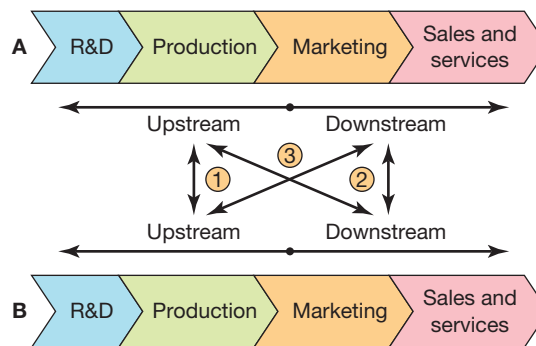 A R&D Production Marketing Sales and
services
Upstream Downstream
3
1 2
Upstream Downstream
B R&D Production Marketing Sales and
services